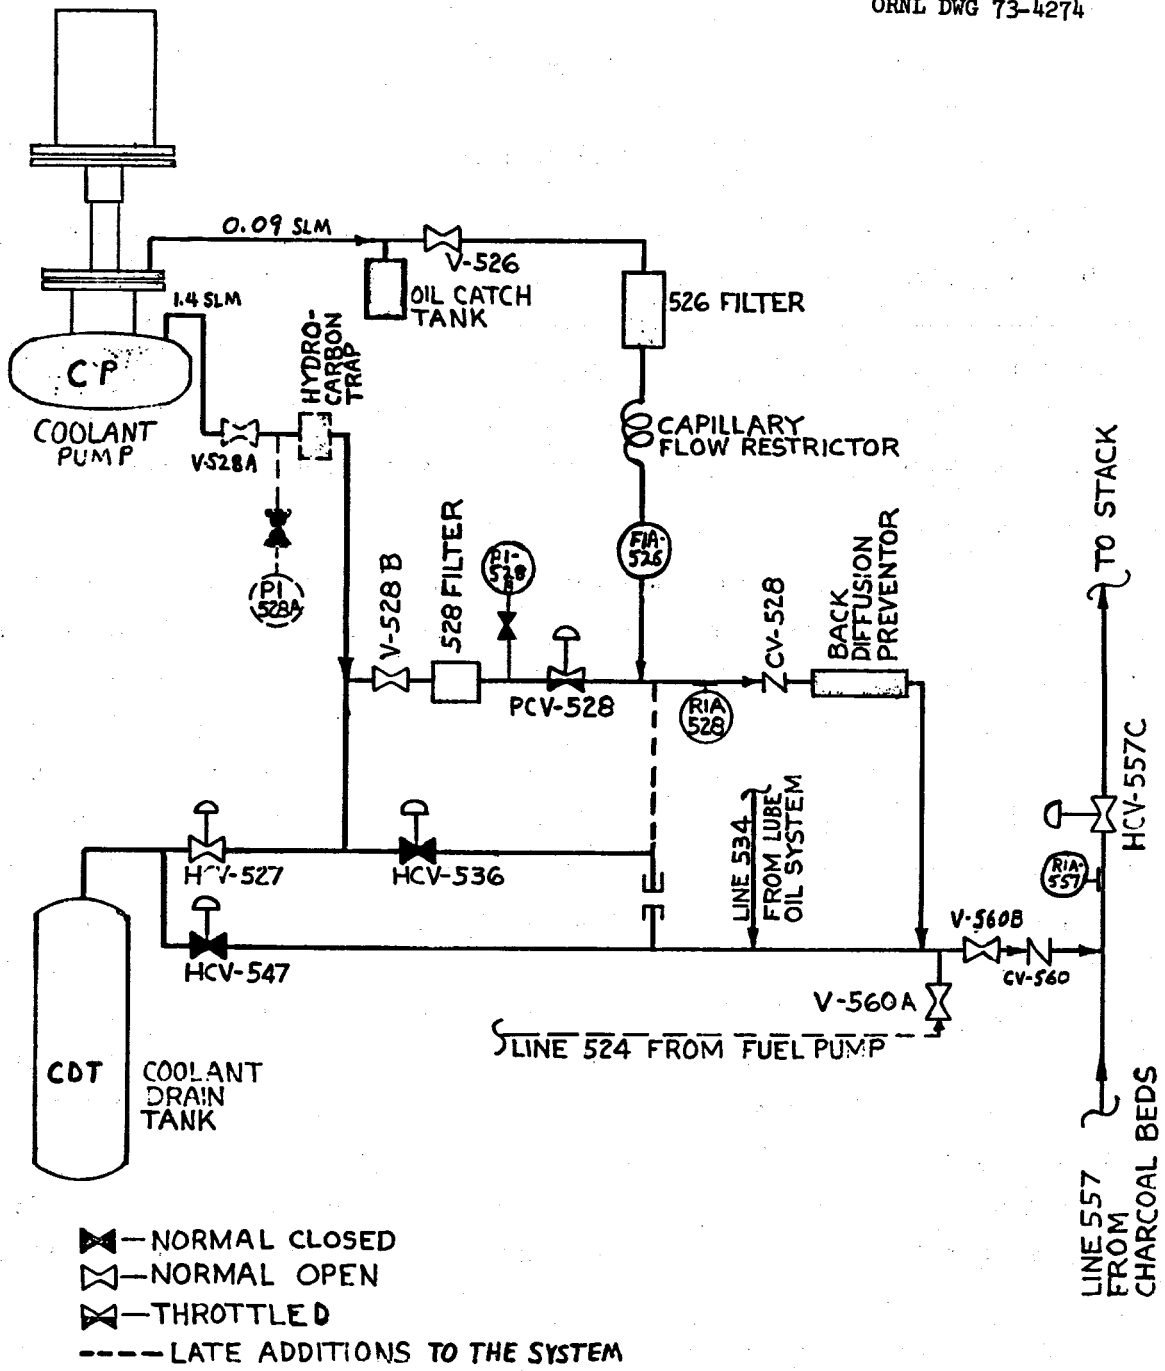 ORNL DWG 73-4274
0.09 SLM
V-526
OIL CATCH
TANK
526 FILTER
1.4 SLM
HYDRO-
CARBON
TRAP
CP
COOLANT
PUMP
V-528A
CAPILLARY
FLOW RESTRICTOR
PI
528A
V-528B
528 FILTER
PI-
528
B
FIA-
526
PCV-528
RIA
528
CV-528
BACK
DIFFUSION
PREVENTOR
TO STACK
HCV-557C
RIA-
557
HCV-527
HCV-536
LINE 534
FROM LUBE
OIL SYSTEM
HCV-547
V-560B
CV-560
V-560A
LINE 524 FROM FUEL PUMP
CDT
COOLANT
DRAIN
TANK
LINE 557
FROM
CHARCOAL BEDS
—NORMAL CLOSED
—NORMAL OPEN
—THROTTLED
----LATE ADDITIONS TO THE SYSTEM